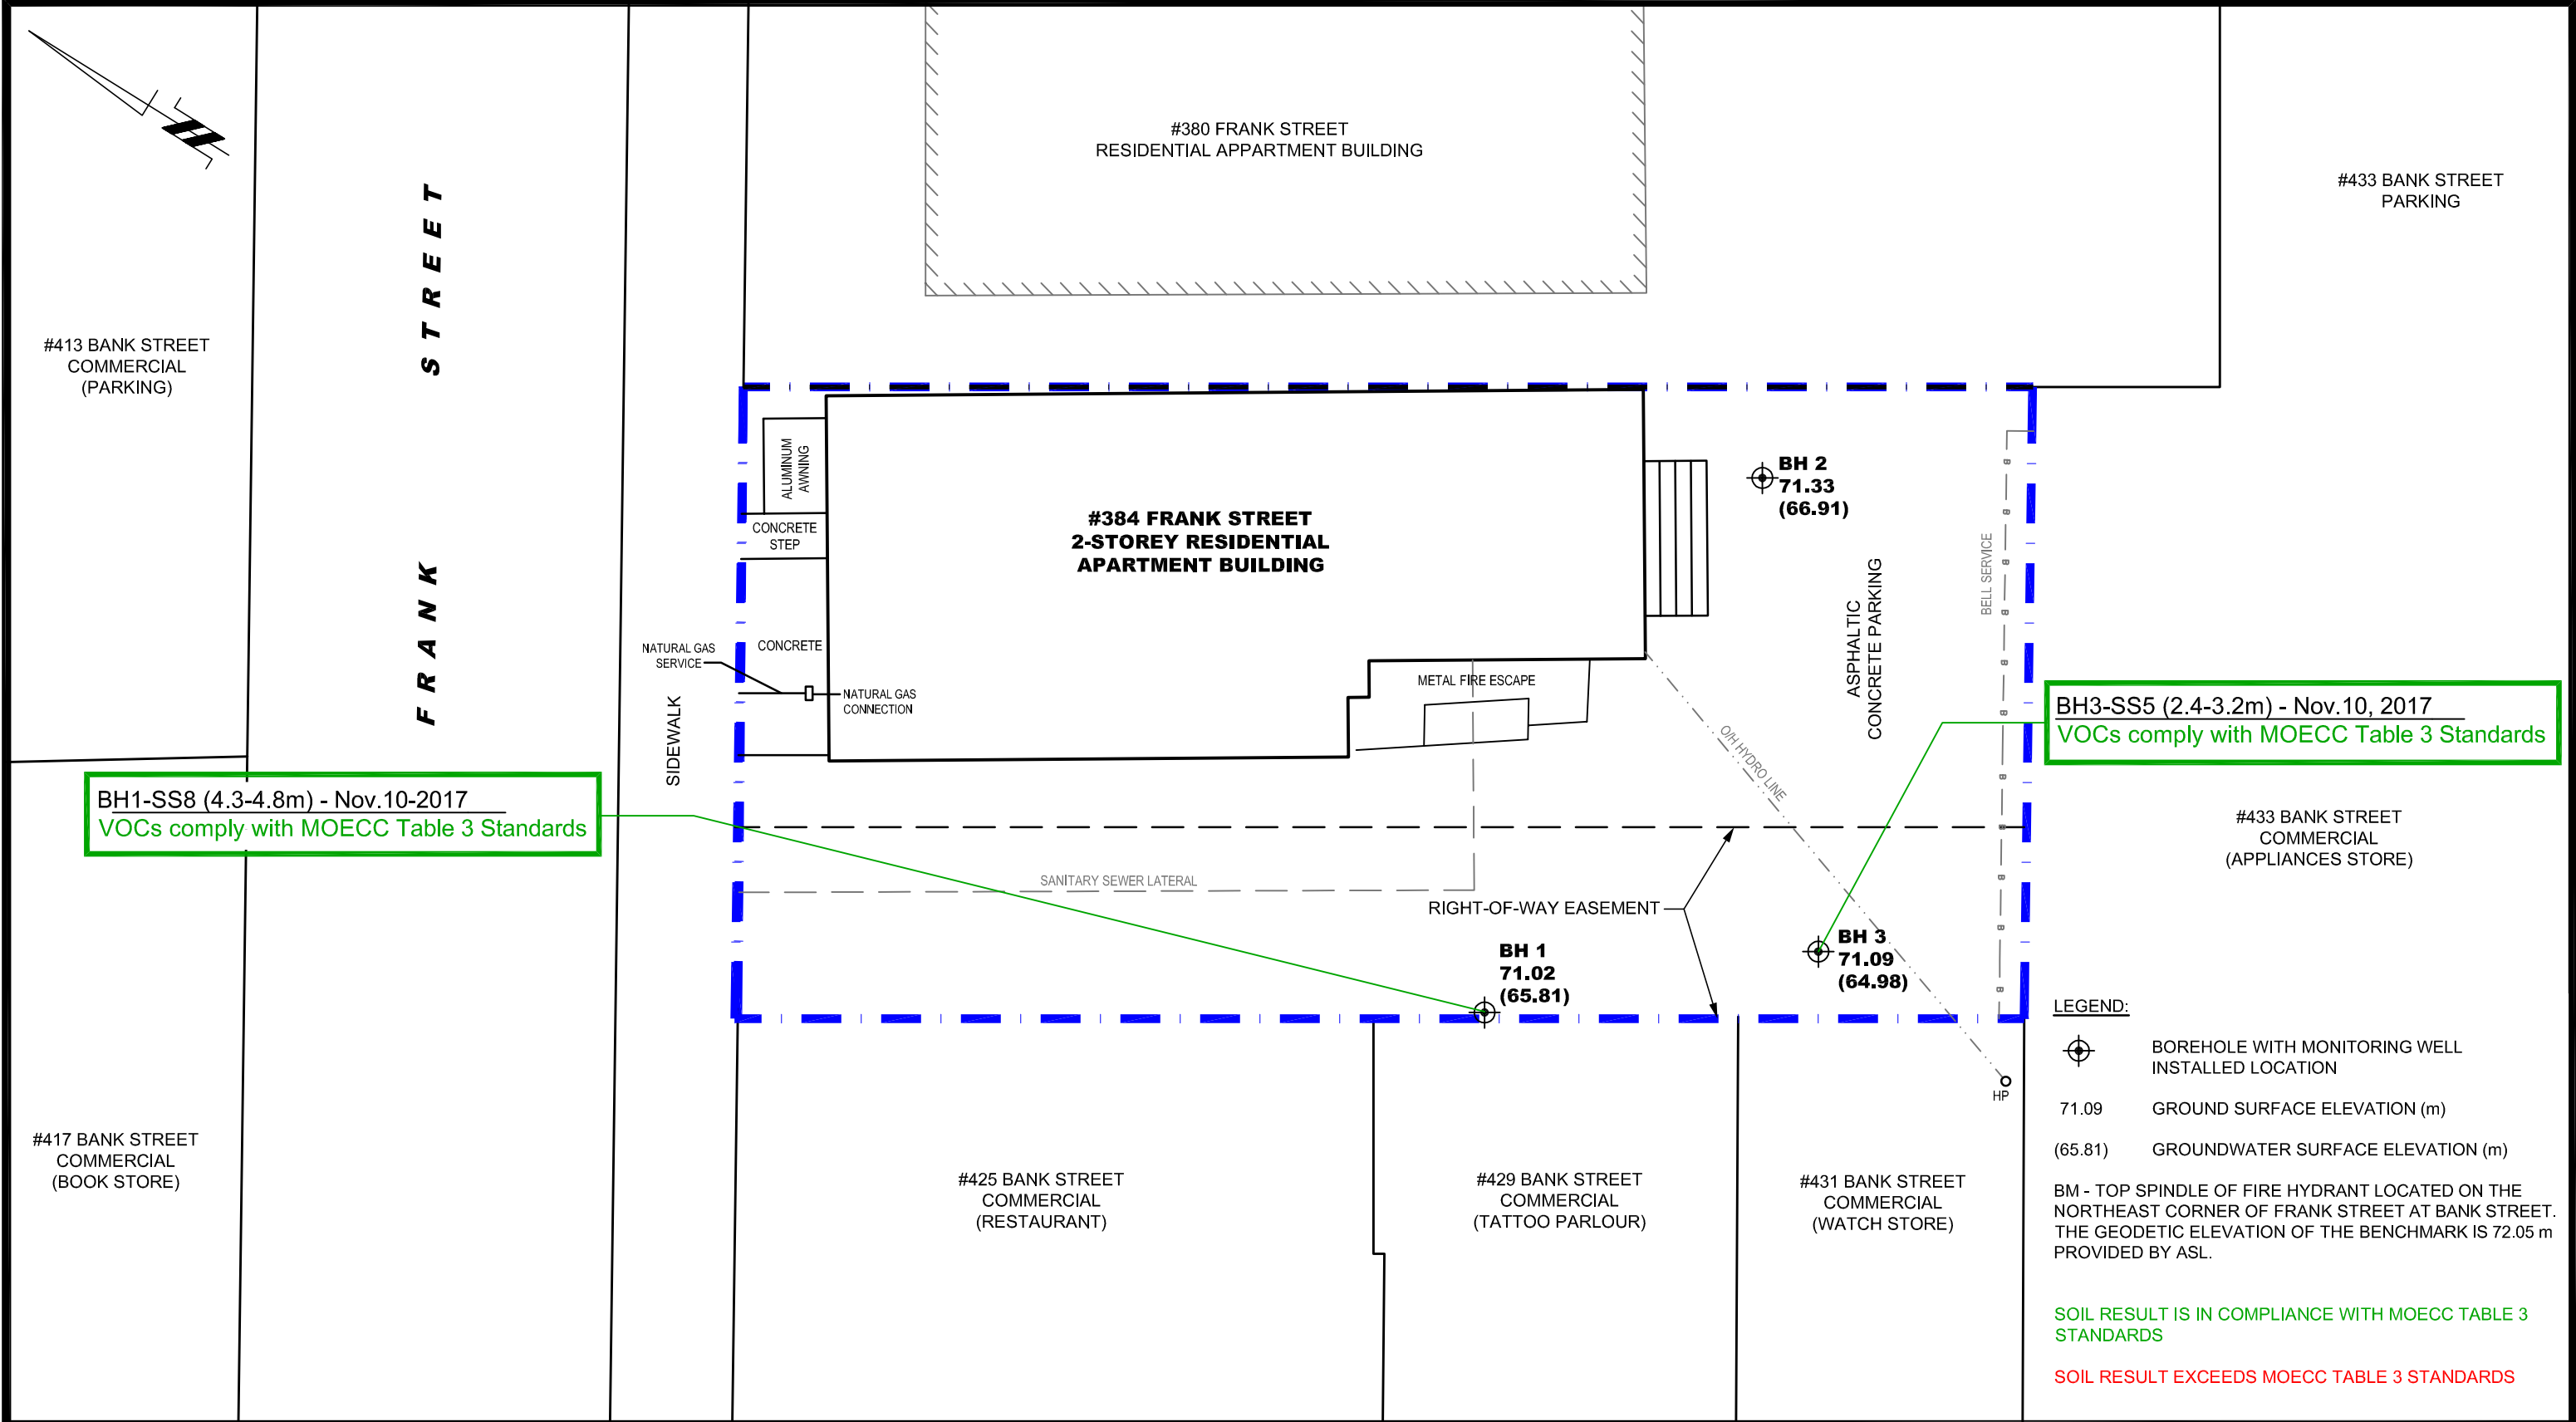 #380 FRANK STREET
RESIDENTIAL APPARTMENT BUILDING
#433 BANK STREET
PARKING
#413 BANK STREET
COMMERCIAL
(PARKING)
FRANK STREET
SIDEWALK
ALUMINUM
AWNING
CONCRETE
STEP
CONCRETE
NATURAL GAS
SERVICE
NATURAL GAS
CONNECTION
#384 FRANK STREET
2-STOREY RESIDENTIAL
APARTMENT BUILDING
METAL FIRE ESCAPE
BH 2
71.33
(66.91)
ASPHALTIC
CONCRETE PARKING
BELL SERVICE
B
B
B
B
B
B
B
B
B
B
B
B
O/H HYDRO LINE
BH3-SS5 (2.4-3.2m) - Nov.10, 2017
VOCs comply with MOECC Table 3 Standards
BH1-SS8 (4.3-4.8m) - Nov.10-2017
VOCs comply with MOECC Table 3 Standards
#433 BANK STREET
COMMERCIAL
(APPLIANCES STORE)
SANITARY SEWER LATERAL
RIGHT-OF-WAY EASEMENT
BH 1
71.02
(65.81)
BH 3
71.09
(64.98)
HP
#417 BANK STREET
COMMERCIAL
(BOOK STORE)
#425 BANK STREET
COMMERCIAL
(RESTAURANT)
#429 BANK STREET
COMMERCIAL
(TATTOO PARLOUR)
#431 BANK STREET
COMMERCIAL
(WATCH STORE)
LEGEND:
BOREHOLE WITH MONITORING WELL
INSTALLED LOCATION
71.09 GROUND SURFACE ELEVATION (m)
(65.81) GROUNDWATER SURFACE ELEVATION (m)
BM - TOP SPINDLE OF FIRE HYDRANT LOCATED ON THE
NORTHEAST CORNER OF FRANK STREET AT BANK STREET.
THE GEODETIC ELEVATION OF THE BENCHMARK IS 72.05 m
PROVIDED BY ASL.
SOIL RESULT IS IN COMPLIANCE WITH MOECC TABLE 3
STANDARDS
SOIL RESULT EXCEEDS MOECC TABLE 3 STANDARDS